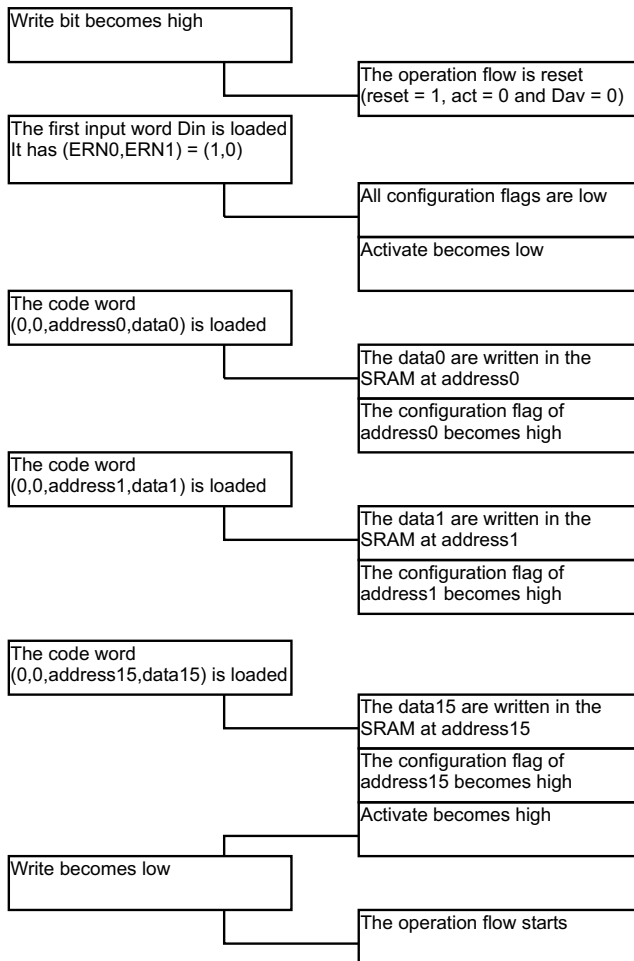 Write bit becomes high
The operation flow is reset
(reset = 1, act = 0 and Dav = 0)
The first input word Din is loaded
It has (ERN0,ERN1) = (1,0)
All configuration flags are low
Activate becomes low
The code word
(0,0,address0,data0) is loaded
The data0 are written in the
SRAM at address0
The configuration flag of
address0 becomes high
The code word
(0,0,address1,data1) is loaded
The data1 are written in the
SRAM at address1
The configuration flag of
address1 becomes high
The code word
(0,0,address15,data15) is loaded
The data15 are written in the
SRAM at address15
The configuration flag of
address15 becomes high
Activate becomes high
Write becomes low
The operation flow starts